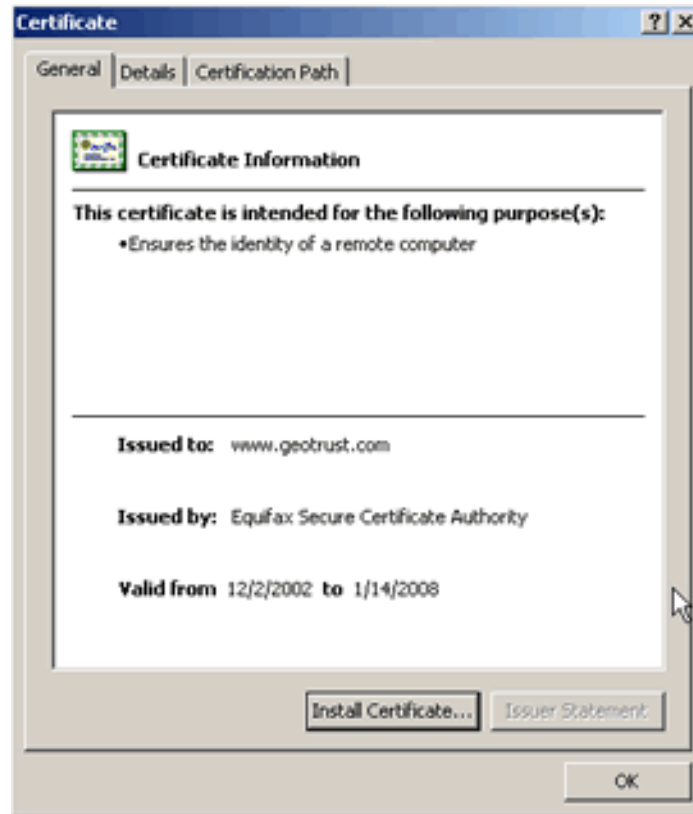 Certificate
General Details Certification Path
Certificate Information
This certificate is intended for the following purpose(s):
•Ensures the identity of a remote computer
Issued to: www.geotrust.com
Issued by: Equifax Secure Certificate Authority
Valid from 12/2/2002 to 1/14/2008
Install Certificate... Issuer Statement
OK